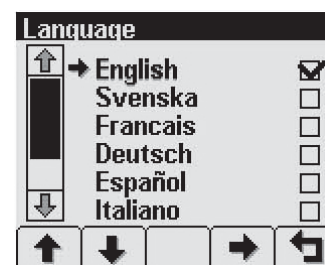 Language
English
Svenska
Francais
Deutsch
Español
Italiano